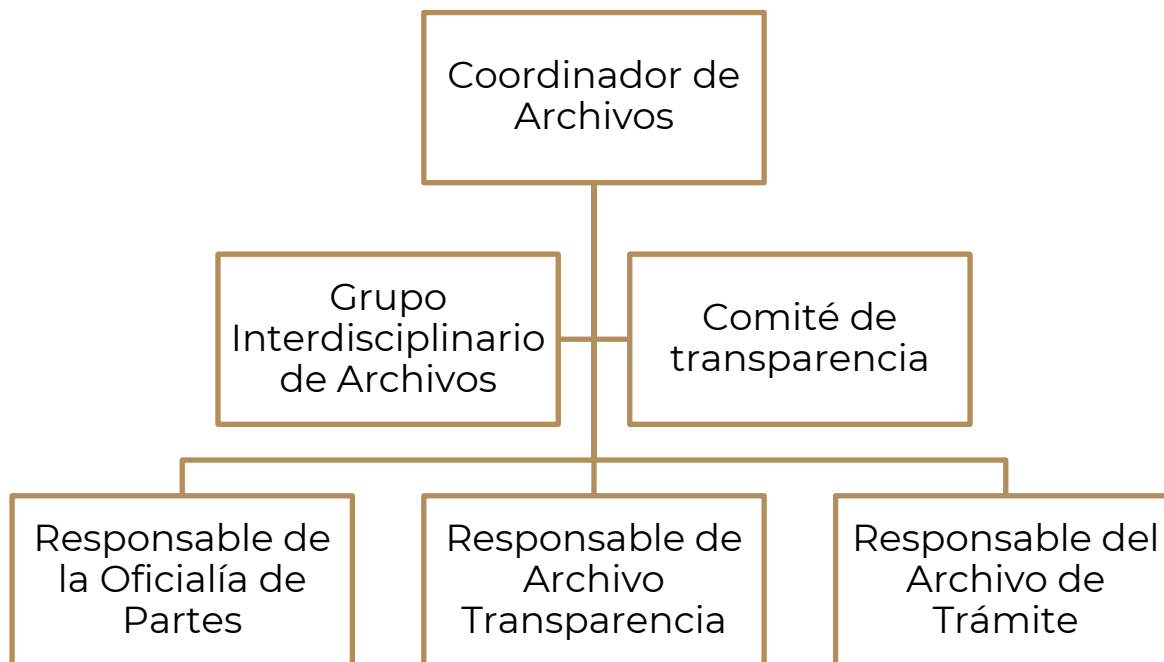 Coordinador de
Archivos
Grupo
Interdisciplinario
de Archivos
Comité de
transparencia
Responsable de
la Oficialía de
Partes
Responsable de
Archivo
Transparencia
Responsable del
Archivo de
Trámite